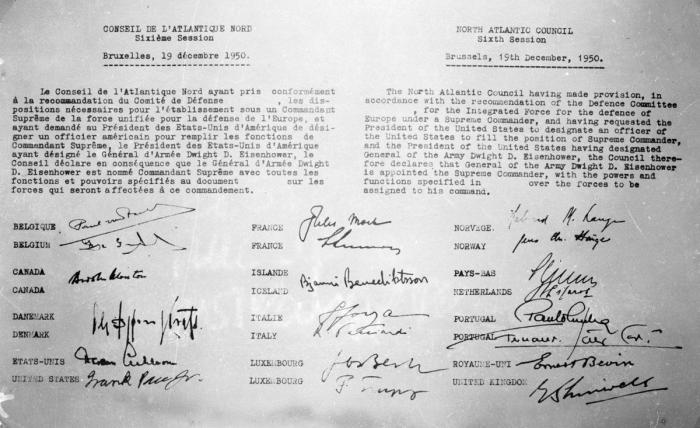 CONSEIL DE L'ATLANTIQUE NORD
Sixième Session
Bruxelles, 19 décembre 1950.
Le Conseil de l'Atlantique Nord ayant pris conformément
à la recommandation du Comité de Défense , les dis-
positions nécessaires pour l'établissement sous un Commandant
Suprême de la force unifiée pour la défense de l'Europe, et
ayant demandé au Président des Etats-Unis d'Amérique de dési-
gner un officier américain pour remplir les fonctions de
Commandant Suprême, le Président des Etats-Unis d'Amérique
ayant désigné le Général d'Armée Dwight D. Eisenhower, le
Conseil déclare en conséquence que le Général d'Armée Dwight
D. Eisenhower est nommé Commandant Suprême avec toutes les
fonctions et pouvoirs spécifiés au document sur les
forces qui seront affectées à ce commandement.
NORTH ATLANTIC COUNCIL
Sixth Session
Brussels, 19th December, 1950.
The North Atlantic Council having made provision, in
accordance with the recommendation of the Defence Committee
, for the Integrated Force for the defence of
Europe under a Supreme Commander, and having requested the
President of the United States to designate an officer of
the United States to fill the position of Supreme Commander,
and the President of the United States having designated
General of the Army Dwight D. Eisenhower, the Council there-
fore declares that General of the Army Dwight D. Eisenhower
is appointed the Supreme Commander, with the powers and
functions specified in over the forces to be
assigned to his command.
BELGIQUE
BELGIUM
CANADA
CANADA
DANEMARK
DENMARK
ETATS-UNIS
UNITED STATES
FRANCE Jules Moch
FRANCE
ISLANDE
ICELAND Bjarni Benediktsson
ITALIE
ITALY
LUXEMBOURG
LUXEMBOURG
NORVEGE
NORWAY
PAYS-BAS
NETHERLANDS
PORTUGAL
PORTUGAL
ROYAUME-UNI Ernest Bevin
UNITED KINGDOM E Shinwell